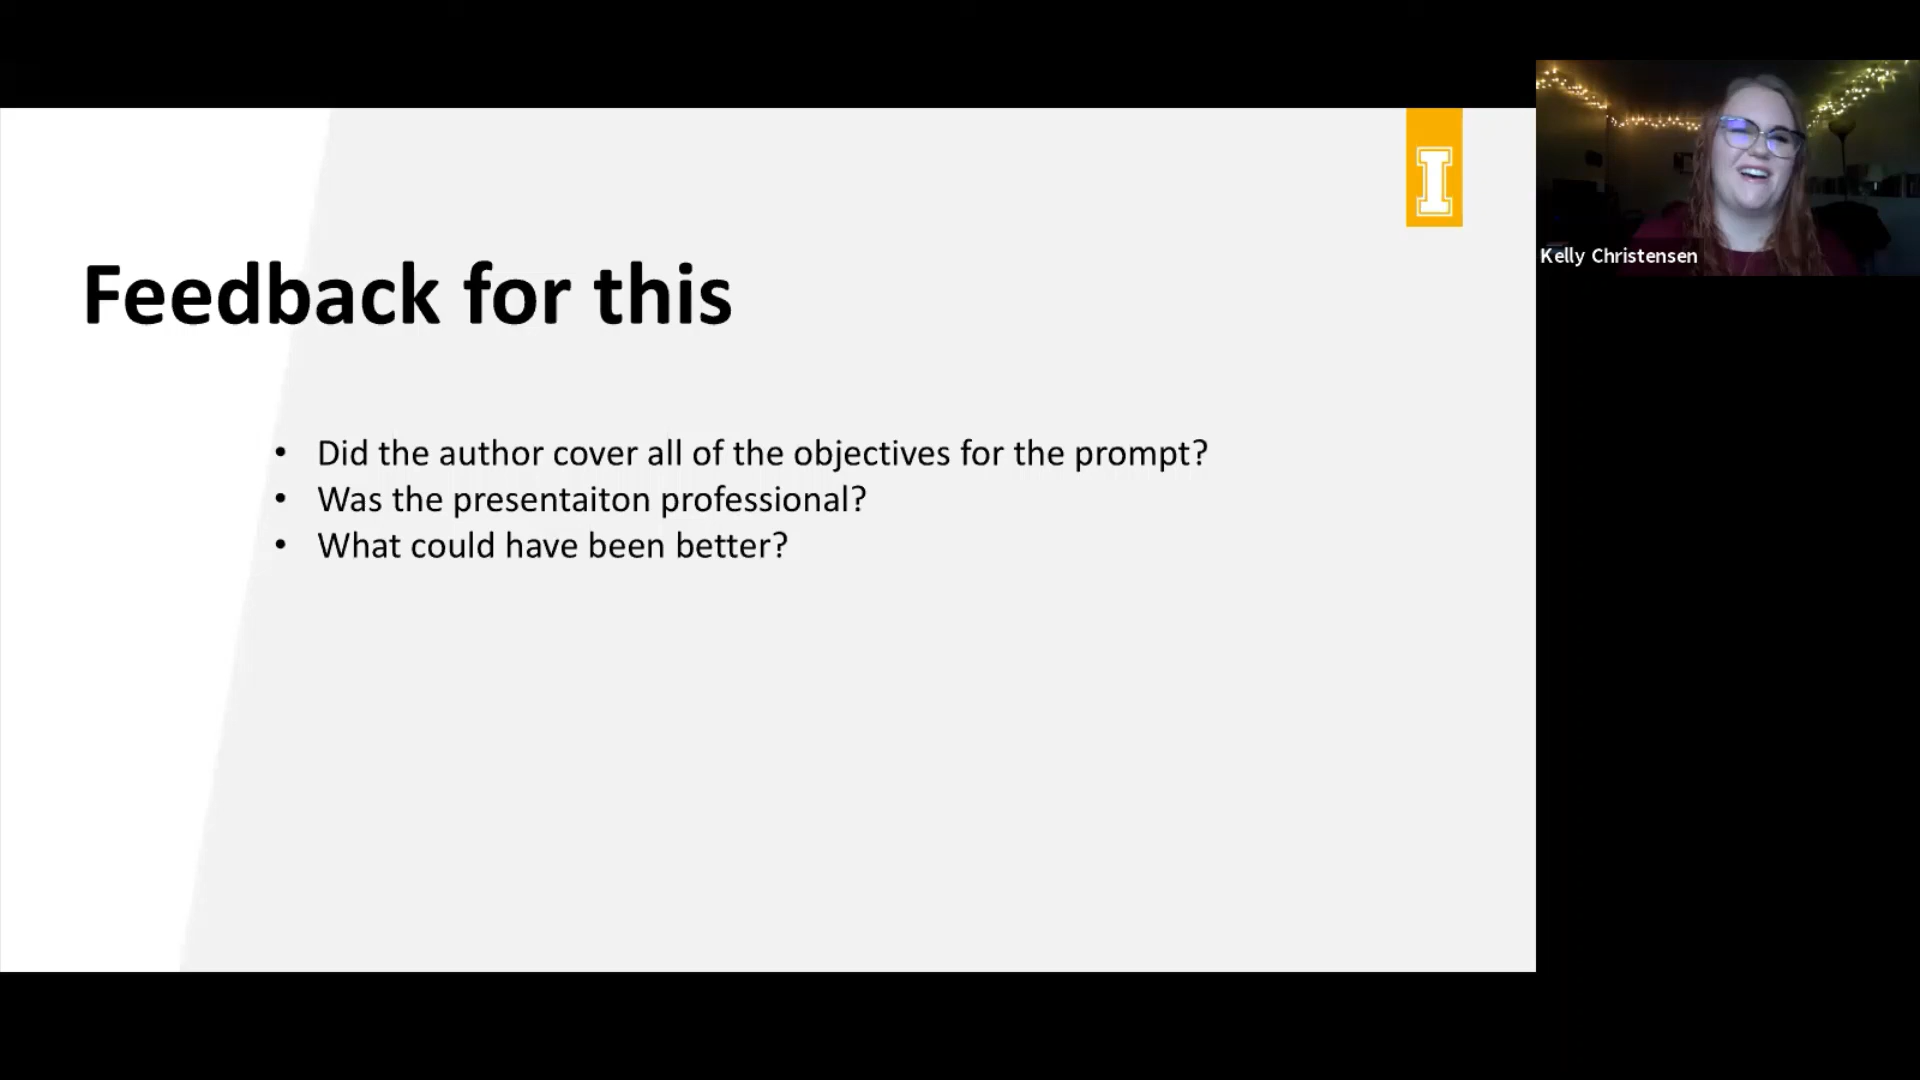 I
Feedback for this
• Did the author cover all of the objectives for the prompt?
• Was the presentaiton professional?
• What could have been better?
Kelly Christensen